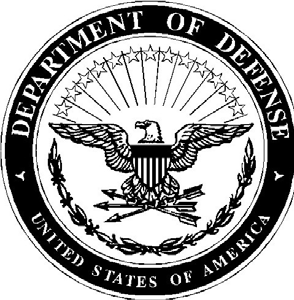 DEPARTMENT OF DEFENSE
UNITED STATES OF AMERICA